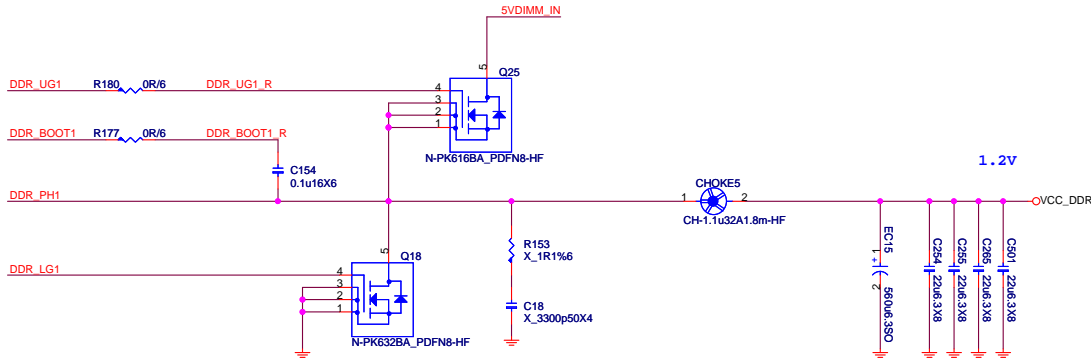 5VDIMM_IN
Q25
5
DDR_UG1
R180
0R/6
DDR_UG1_R
4
3
2
1
N-PK616BA_PDFN8-HF
DDR_BOOT1
R177
0R/6
DDR_BOOT1_R
C154
0.1u16X6
1.2V
DDR_PH1
CHOKE5
1
2
CH-1.1u32A1.8m-HF
VCC_DDR
R153
X_1R1%6
C18
X_3300p50X4
5
Q18
DDR_LG1
4
3
2
1
N-PK632BA_PDFN8-HF
EC15
1
+
2
560u6.3SO
C254
22u6.3X8
C255
22u6.3X8
C265
22u6.3X8
C501
22u6.3X8